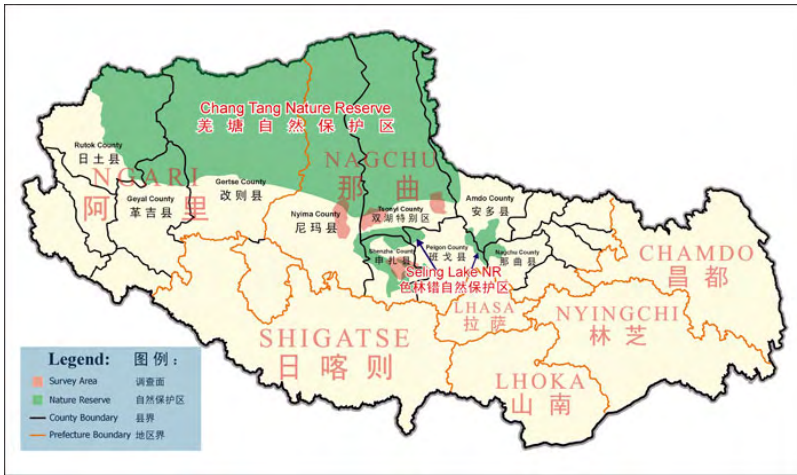 Chang Tang Nature Reserve
羌塘自然保护区
Rutok County
日土县
NGARI
阿里
Geyal County
革吉县
Gertse County
改则县
NAGCHU
那曲
Nyima County
尼玛县
双湖特别区
Amdo County
安多县
Shenzha County
申扎县
Pelgon County
班戈县
Nagchu County
那曲县
Seling Lake NR
色林错自然保护区
CHAMDO
昌都
LHASA
拉萨
NYINGCHI
林芝
SHIGATSE
日喀则
LHOKA
山南
Legend: 图例:
Survey Area 调查面
Nature Reserve 自然保护区
County Boundary 县界
Prefecture Boundary 地区界